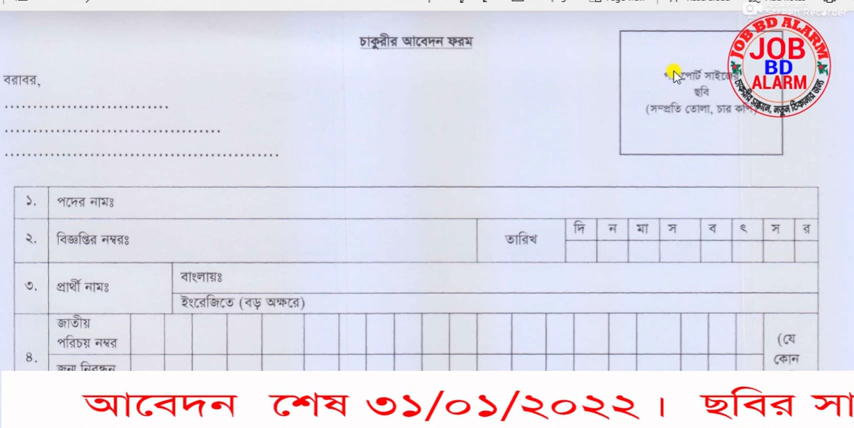 চাকুরীর আবেদন ফরম
বরাবর,
সাইজের
ছবি
(সম্প্রতি তোলা, চার কপি)
JOB BD ALARM
JOB
BD
ALARM
১. পদের নামঃ
২. বিজ্ঞপ্তির নম্বরঃ তারিখ দি ন মা স ব ৎ স র
৩. প্রার্থী নামঃ বাংলায়ঃ
ইংরেজিতে (বড় অক্ষরে)
৪. জাতীয়
পরিচয় নম্বর (যে
কোন
জন্ম নিবন্ধন
আবেদন শেষ ৩১/০১/২০২২। ছবির সা